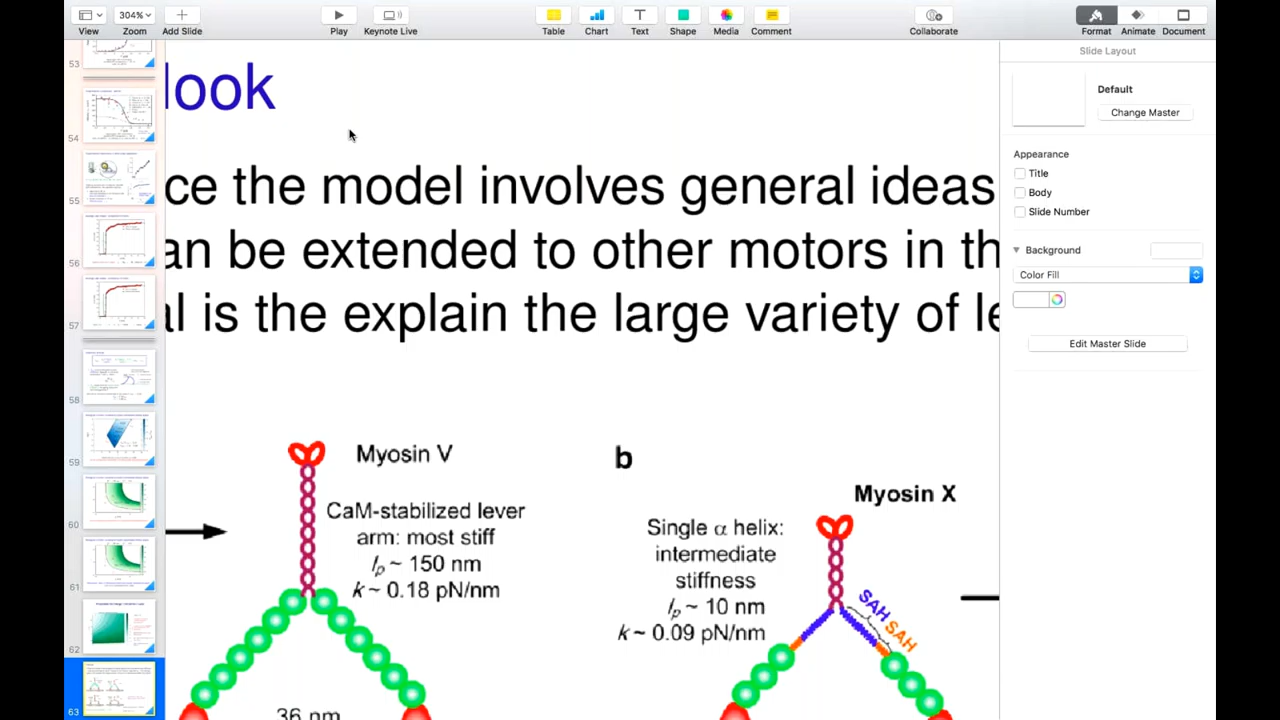 304%
View
Zoom
Add Slide
Play
Keynote Live
Table
Chart
Text
Shape
Media
Comment
Collaborate
Format
Animate
Document
Slide Layout
Default
Change Master
Appearance
Title
Body
Slide Number
Background
Color Fill
Edit Master Slide
53
54
55
56
57
58
59
60
61
62
63
look
ce the model involves general ideas
an be extended to other motors in th
al is the explain the large variety of le
Myosin V
CaM-stabilized lever
arm: most stiff
lp ~ 150 nm
k ~ 0.18 pN/nm
36 nm
b
Myosin X
Single α helix:
intermediate
stiffness
lp ~ 10 nm
k ~ 0.09 pN/nm
SAH
SAH